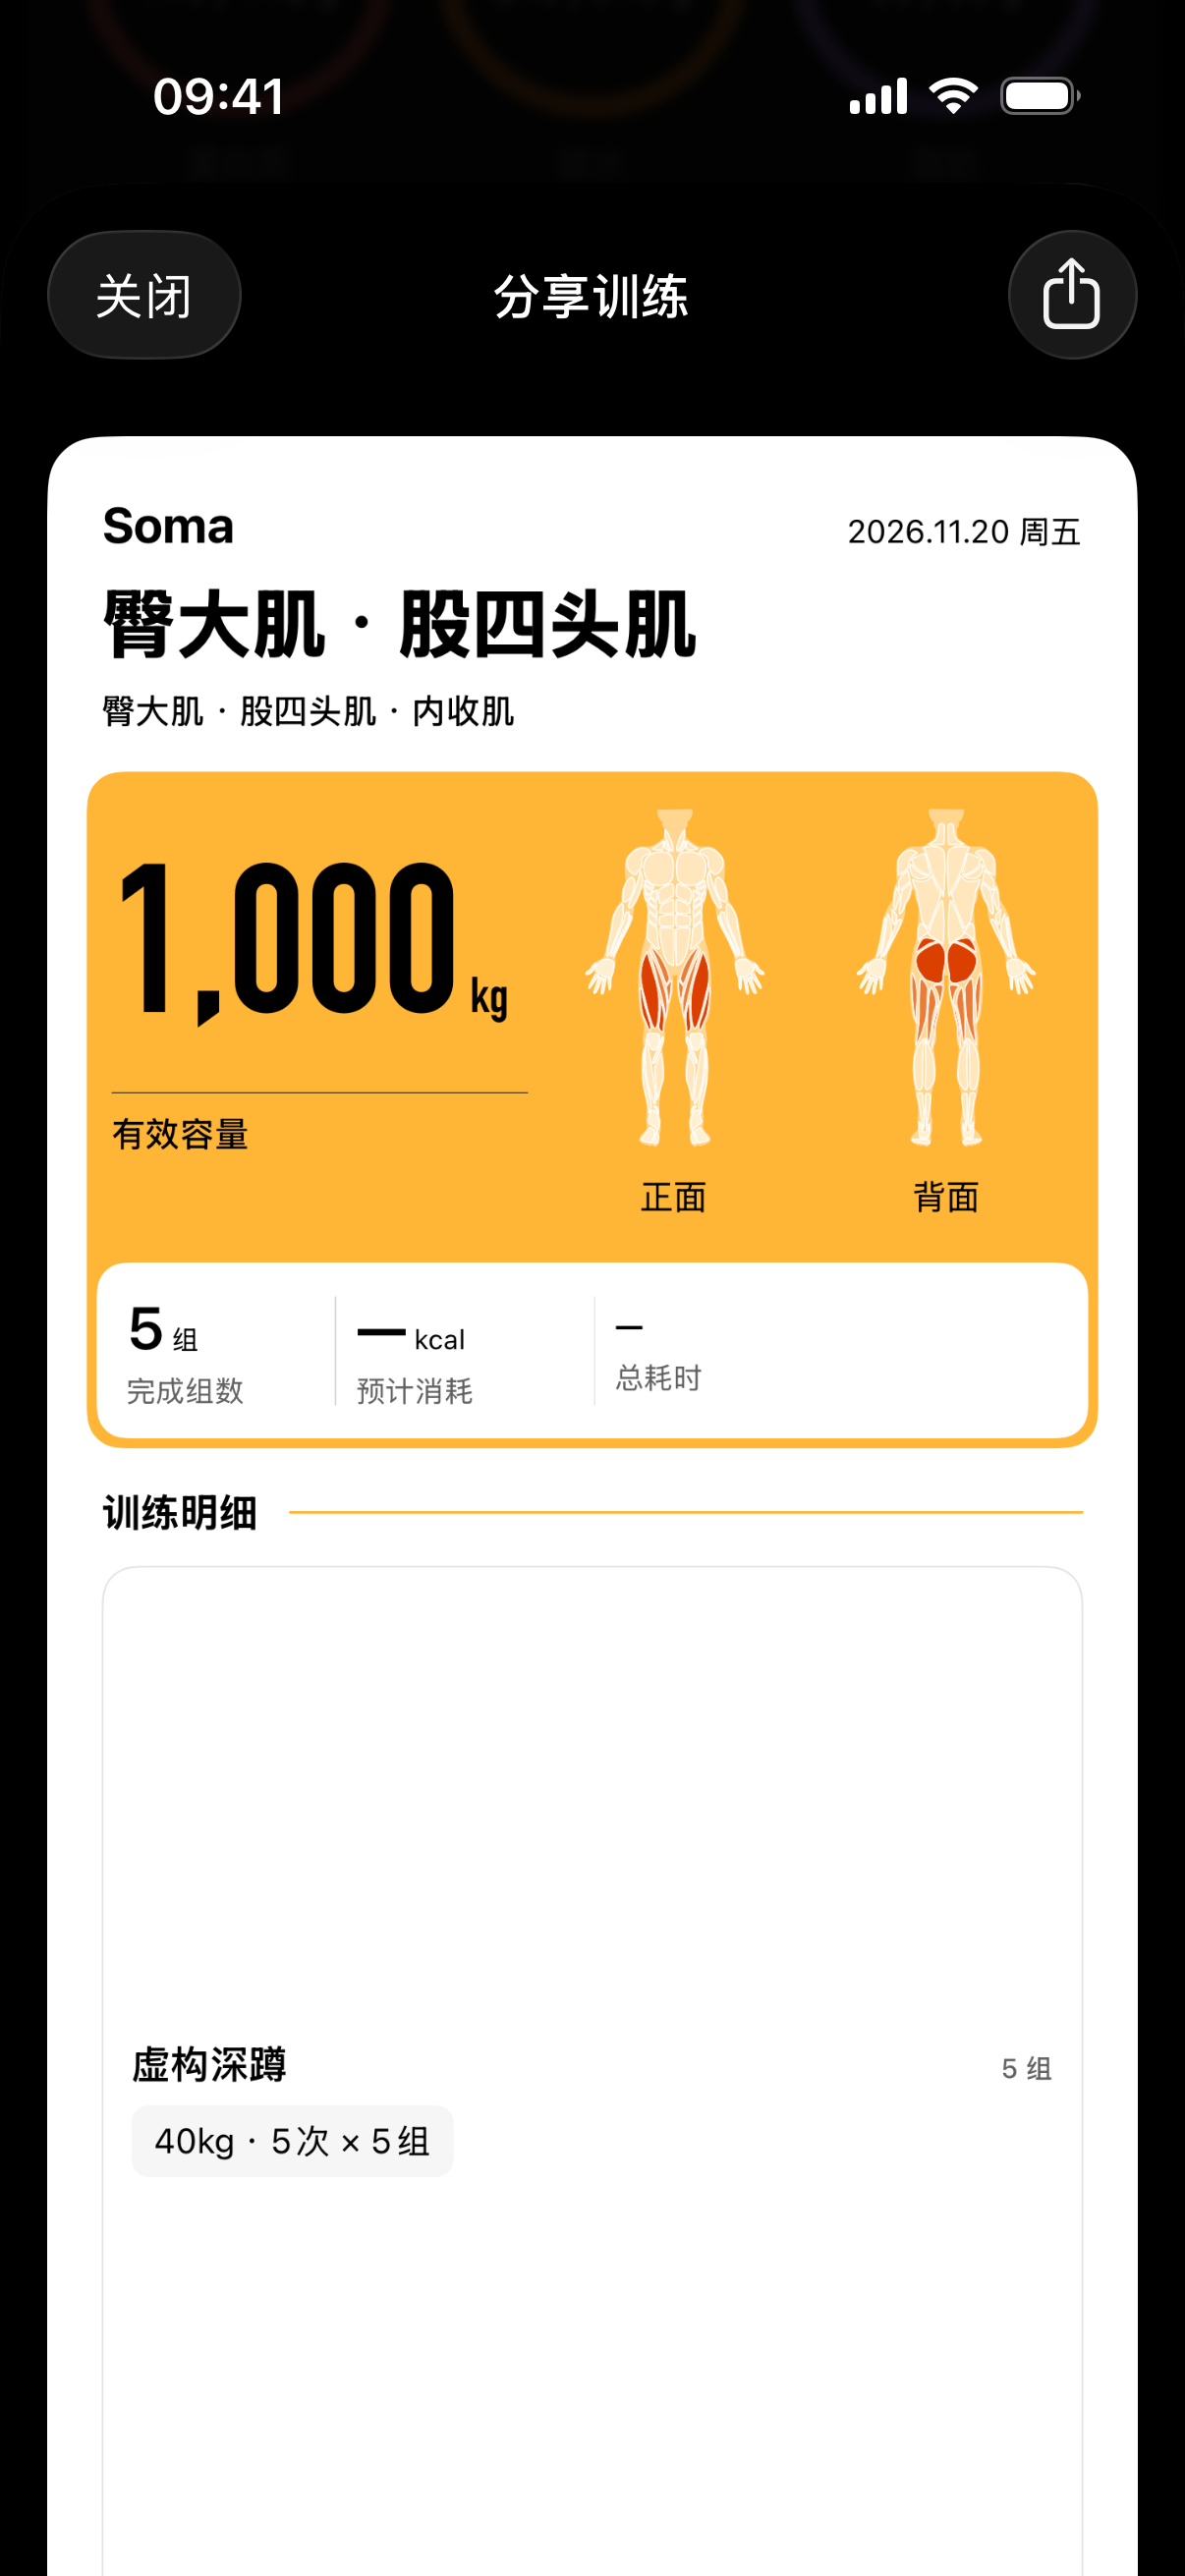 09:41
关闭
分享训练
Soma
2026.11.20 周五
臀大肌 · 股四头肌
臀大肌 · 股四头肌 · 内收肌
1,000 kg
有效容量
正面
背面
5 组
完成组数
— kcal
预计消耗
—
总耗时
训练明细
虚构深蹲
5 组
40kg · 5次 × 5组